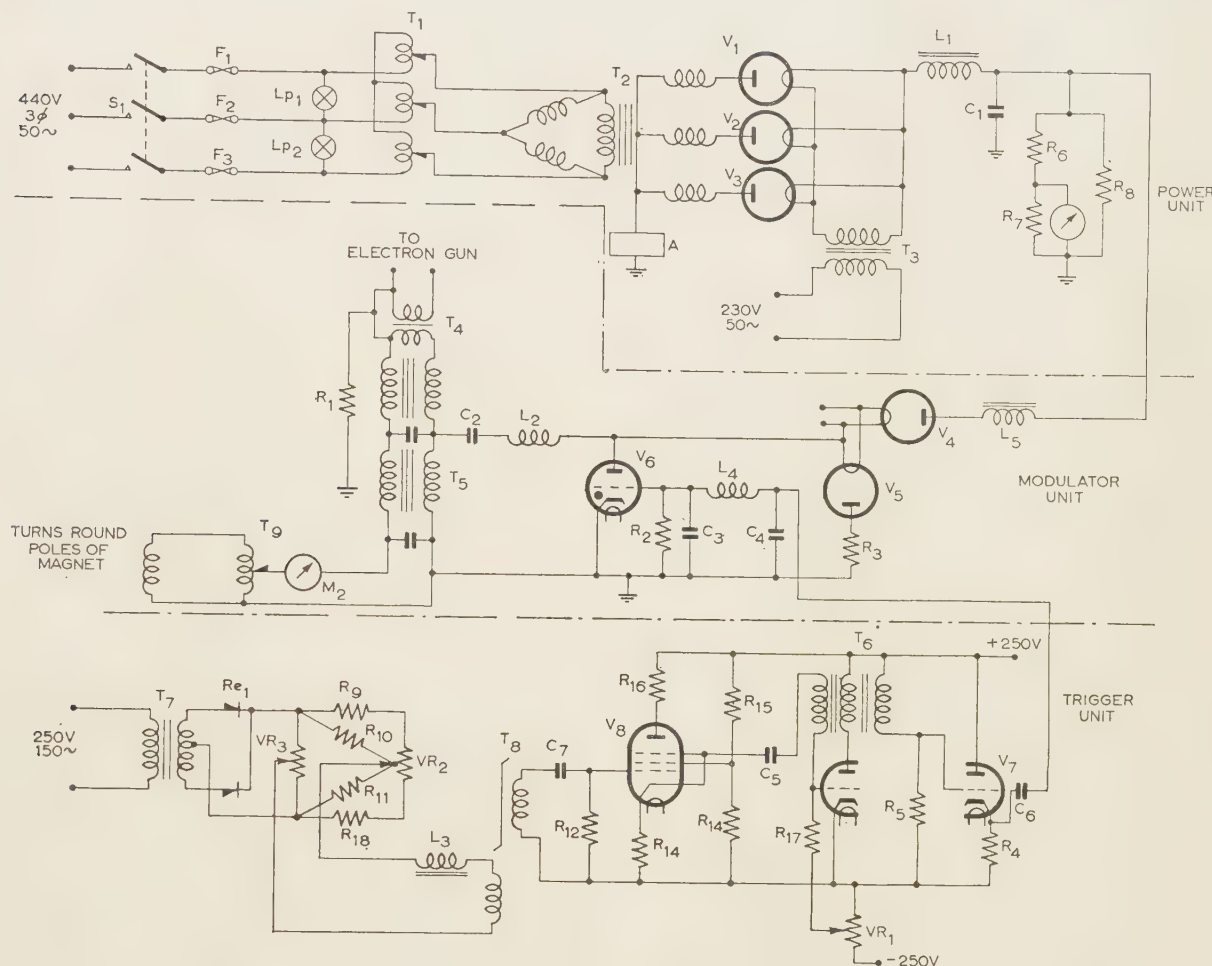 T1
440V
3ϕ
50~
S1
F1
F2
F3
Lp1
Lp2
T2
V1
V2
V3
A
T3
230V
50~
L1
C1
R6
R7
R8
POWER
UNIT
TO
ELECTRON GUN
T4
R1
C2
L2
T5
V6
L4
R2
C3
C4
V4
L5
V5
R3
MODULATOR
UNIT
TURNS ROUND
POLES OF
MAGNET
T9
M2
T7
250V
150~
Re1
VR3
R9
R10
R11
R18
VR2
L3
T8
C7
R12
R16
V8
R14
R15
R14
C5
T6
R17
R5
V7
C6
R4
VR1
+250V
-250V
TRIGGER
UNIT